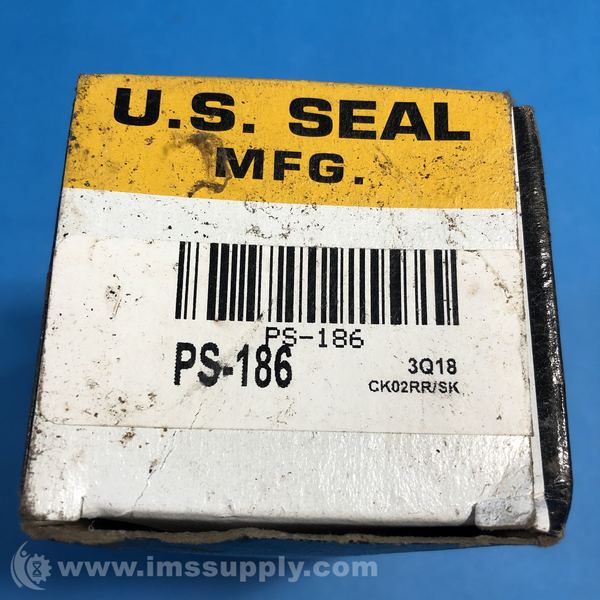 U.S. SEAL
MFG.
PS-186
PS-186
3Q18
CK02RR/SK
www.imssupply.com